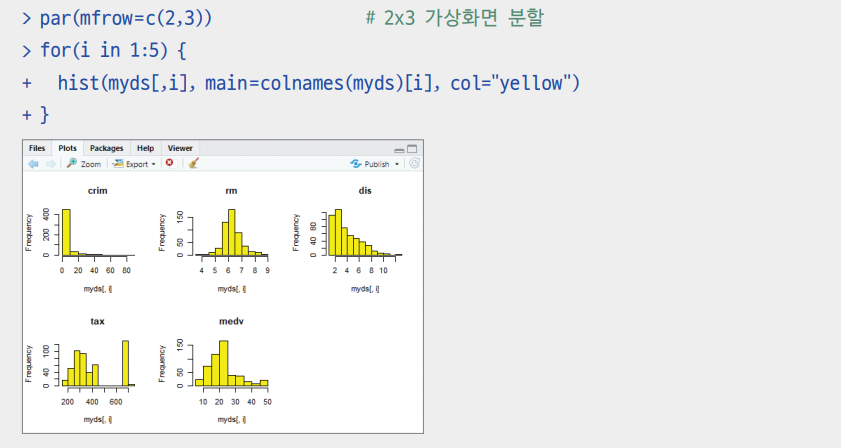 > par(mfrow=c(2,3)) # 2x3 가상화면 분할
> for(i in 1:5) {
+ hist(myds[,i], main=colnames(myds)[i], col="yellow")
+ }
Files Plots Packages Help Viewer
Zoom Export Publish
crim rm dis
Frequency Frequency Frequency
0 200 400
0 50 150
0 40 80
0 20 40 60 80 4 5 6 7 8 9 2 4 6 8 10
myds[, i] myds[, i] myds[, i]
tax medv
Frequency Frequency
0 40 100
0 50 150
200 400 600 10 20 30 40 50
myds[, i] myds[, i]